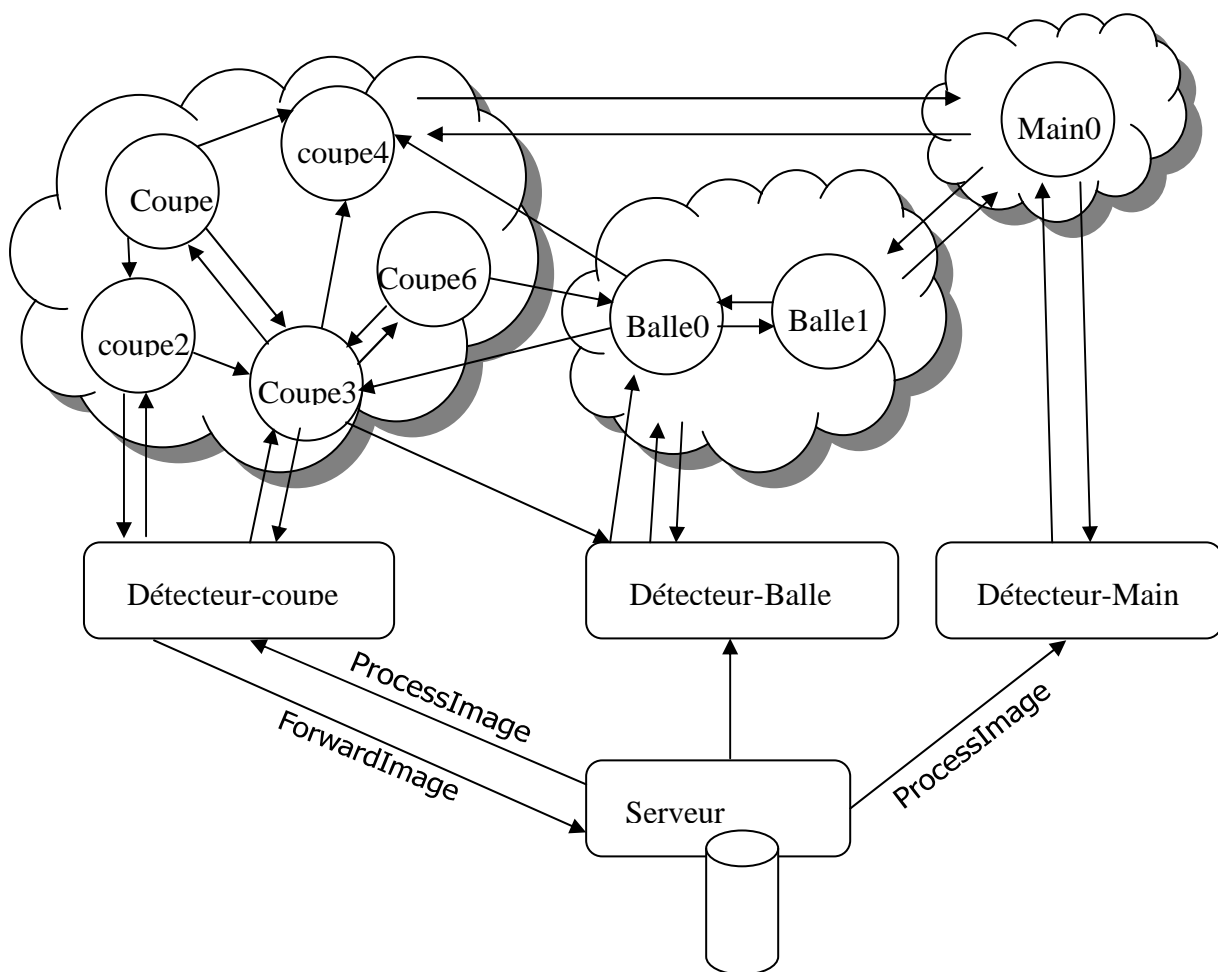 coupe4
Main0
Coupe
Coupe6
coupe2
Balle0
Balle1
Coupe3
Détecteur-coupe
Détecteur-Balle
Détecteur-Main
ProcessImage
ForwardImage
ProcessImage
Serveur